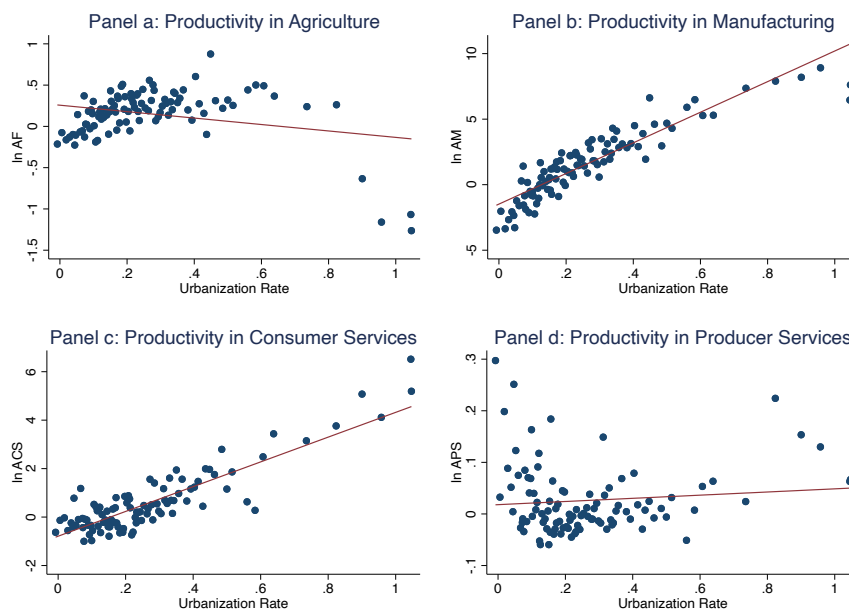 Panel a: Productivity in Agriculture
ln AF
1
.5
0
-.5
-1
-1.5
0 .2 .4 .6 .8 1
Urbanization Rate
Panel b: Productivity in Manufacturing
ln AM
10
5
0
-5
0 .2 .4 .6 .8 1
Urbanization Rate
Panel c: Productivity in Consumer Services
ln ACS
6
4
2
0
-2
0 .2 .4 .6 .8 1
Urbanization Rate
Panel d: Productivity in Producer Services
ln APS
.3
.2
.1
0
-.1
0 .2 .4 .6 .8 1
Urbanization Rate